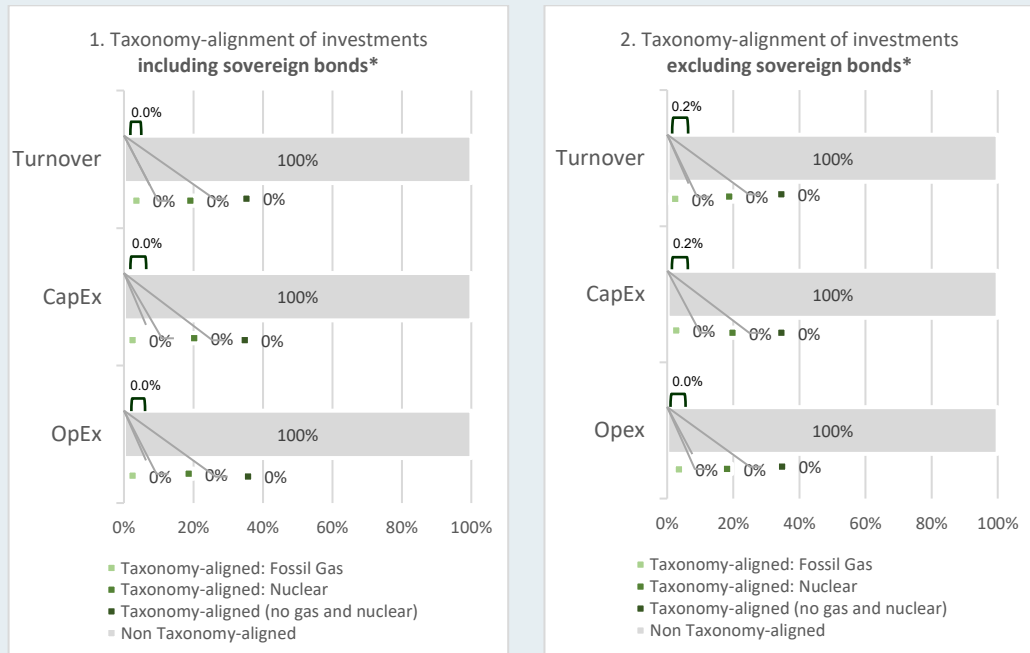 1. Taxonomy-alignment of investments
including sovereign bonds*
0.0%
Turnover
100%
0% 0% 0%
0.0%
CapEx
100%
0% 0% 0%
0.0%
OpEx
100%
0% 0% 0%
0% 20% 40% 60% 80% 100%
Taxonomy-aligned: Fossil Gas
Taxonomy-aligned: Nuclear
Taxonomy-aligned (no gas and nuclear)
Non Taxonomy-aligned
2. Taxonomy-alignment of investments
excluding sovereign bonds*
0.2%
Turnover
100%
0% 0% 0%
0.2%
CapEx
100%
0% 0% 0%
0.0%
Opex
100%
0% 0% 0%
0% 20% 40% 60% 80% 100%
Taxonomy-aligned: Fossil Gas
Taxonomy-aligned: Nuclear
Taxonomy-aligned (no gas and nuclear)
Non Taxonomy-aligned